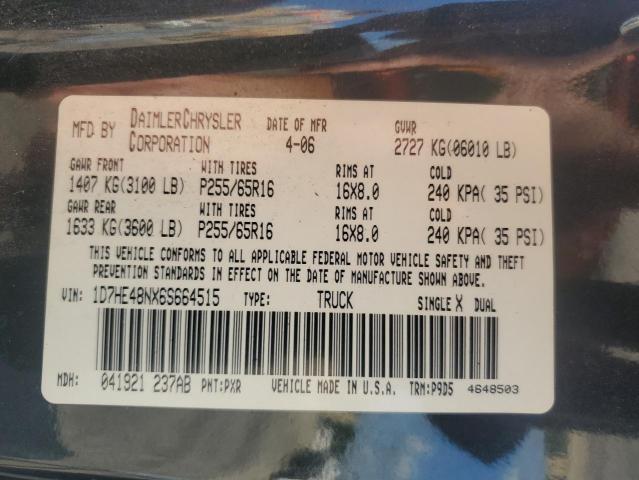 MFD BY DAIMLERCHRYSLER CORPORATION DATE OF MFR 4-06 GVWR 2727 KG(06010 LB)
GAWR FRONT WITH TIRES RIMS AT COLD
1407 KG(3100 LB) P255/65R16 16X8.0 240 KPA( 35 PSI)
GAWR REAR WITH TIRES RIMS AT COLD
1633 KG(3600 LB) P255/65R16 16X8.0 240 KPA( 35 PSI)
THIS VEHICLE CONFORMS TO ALL APPLICABLE FEDERAL MOTOR VEHICLE SAFETY AND THEFT
PREVENTION STANDARDS IN EFFECT ON THE DATE OF MANUFACTURE SHOWN ABOVE.
VIN: 1D7HE48NX6S664515 TYPE: TRUCK SINGLE X DUAL
MDH: 041921 237AB PNT:PXR VEHICLE MADE IN U.S.A. TRM:P9D5 4648503